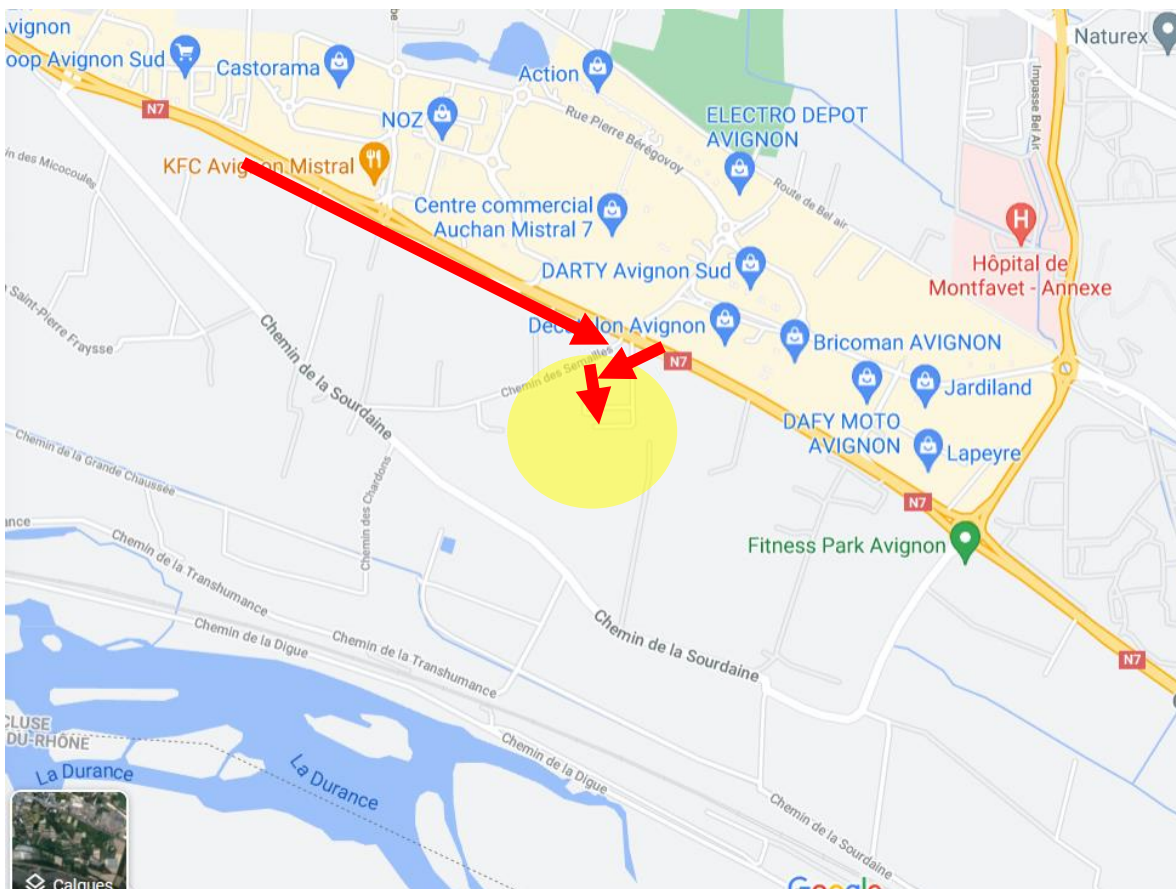 Avignon
oop Avignon Sud
Castorama
Action
Naturex
Impasse Bel Air
N7
NOZ
Rue Pierre Bérégovoy
ELECTRO DEPOT
AVIGNON
in des Micocoules
KFC Avignon Mistral
Centre commercial
Auchan Mistral 7
Route de Bel air
H
Hôpital de
Montfavet - Annexe
DARTY Avignon Sud
Saint-Pierre Fraysse
Chemin de la Sourdaine
Chemin des Semailles
Bricoman AVIGNON
N7
Jardiland
DAFY MOTO
AVIGNON
Lapeyre
Chemin de la Grande Chaussée
Chemin des Chardons
N7
Fitness Park Avignon
ance
Chemin de la Transhumance
Chemin de la Digue
Chemin de la Transhumance
Chemin de la Sourdaine
N7
CLUSE
DU-RHÔNE
La Durance
La Durance
Chemin de la Digue
Chemin de la Sourdaine
Calques
Google